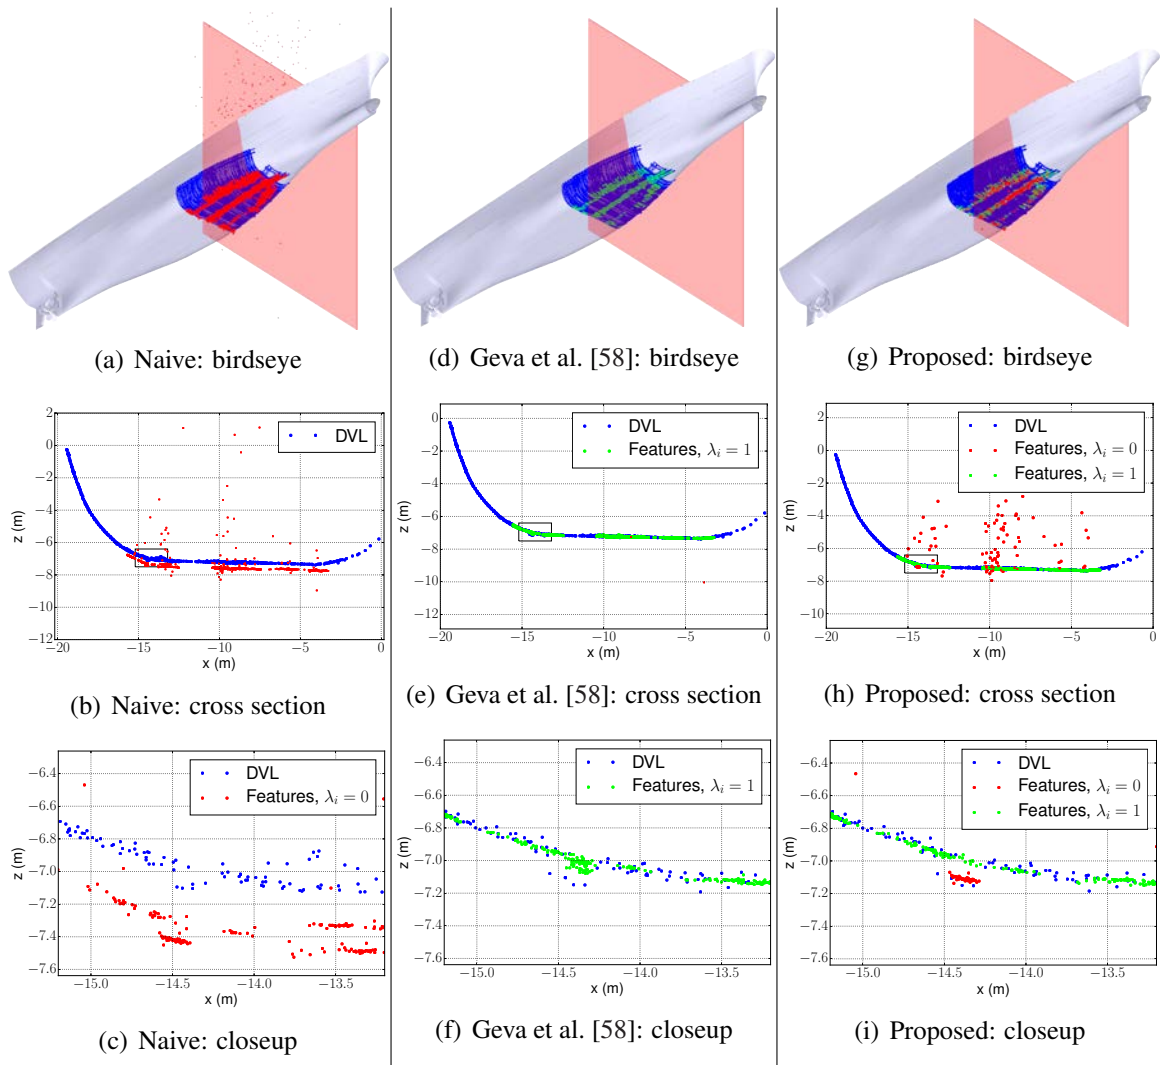 (a) Naive: birdseye
(d) Geva et al. [58]: birdseye
(g) Proposed: birdseye
2
0
−2
−4
−6
−8
−10
−12
z (m)
−20
−15
−10
−5
0
x (m)
DVL
(b) Naive: cross section
0
−2
−4
−6
−8
−10
−12
z (m)
−20
−15
−10
−5
0
x (m)
DVL
Features, λᵢ = 1
(e) Geva et al. [58]: cross section
2
0
−2
−4
−6
−8
−10
z (m)
−20
−15
−10
−5
0
x (m)
DVL
Features, λᵢ = 0
Features, λᵢ = 1
(h) Proposed: cross section
−6.4
−6.6
−6.8
−7.0
−7.2
−7.4
−7.6
z (m)
−15.0
−14.5
−14.0
−13.5
x (m)
DVL
Features, λᵢ = 0
(c) Naive: closeup
−6.4
−6.6
−6.8
−7.0
−7.2
−7.4
−7.6
z (m)
−15.0
−14.5
−14.0
−13.5
x (m)
DVL
Features, λᵢ = 1
(f) Geva et al. [58]: closeup
−6.4
−6.6
−6.8
−7.0
−7.2
−7.4
−7.6
z (m)
−15.0
−14.5
−14.0
−13.5
x (m)
DVL
Features, λᵢ = 0
Features, λᵢ = 1
(i) Proposed: closeup